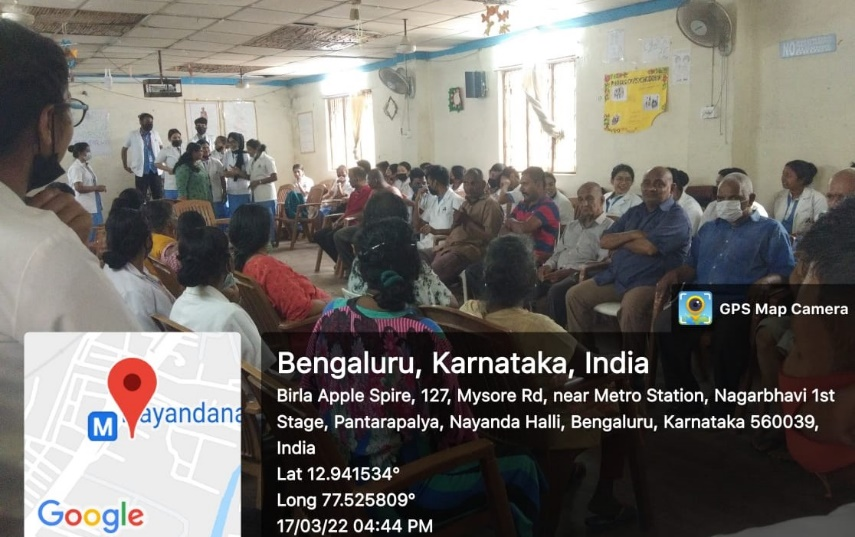 GPS Map Camera
Bengaluru, Karnataka, India
Birla Apple Spire, 127, Mysore Rd, near Metro Station, Nagarbhavi 1st
Stage, Pantarapalya, Nayanda Halli, Bengaluru, Karnataka 560039,
India
Lat 12.941534°
Long 77.525809°
17/03/22 04:44 PM
M
Google